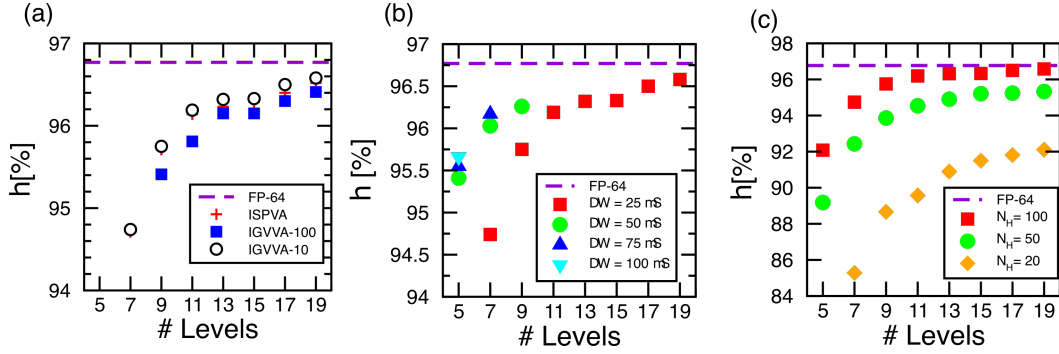 (a)
97
96
95
94
h[%]
5 7 9 11 13 15 17 19
# Levels
FP-64
ISPVA
IGVVA-100
IGVVA-10
(b)
97
96.5
96
95.5
95
94.5
94
h [%]
5 7 9 11 13 15 17 19
# Levels
FP-64
DW = 25 mS
DW = 50 mS
DW = 75 mS
DW = 100 mS
(c)
98
96
94
92
90
88
86
84
h[%]
5 7 9 11 13 15 17 19
# Levels
FP-64
N_H= 100
N_H= 50
N_H= 20